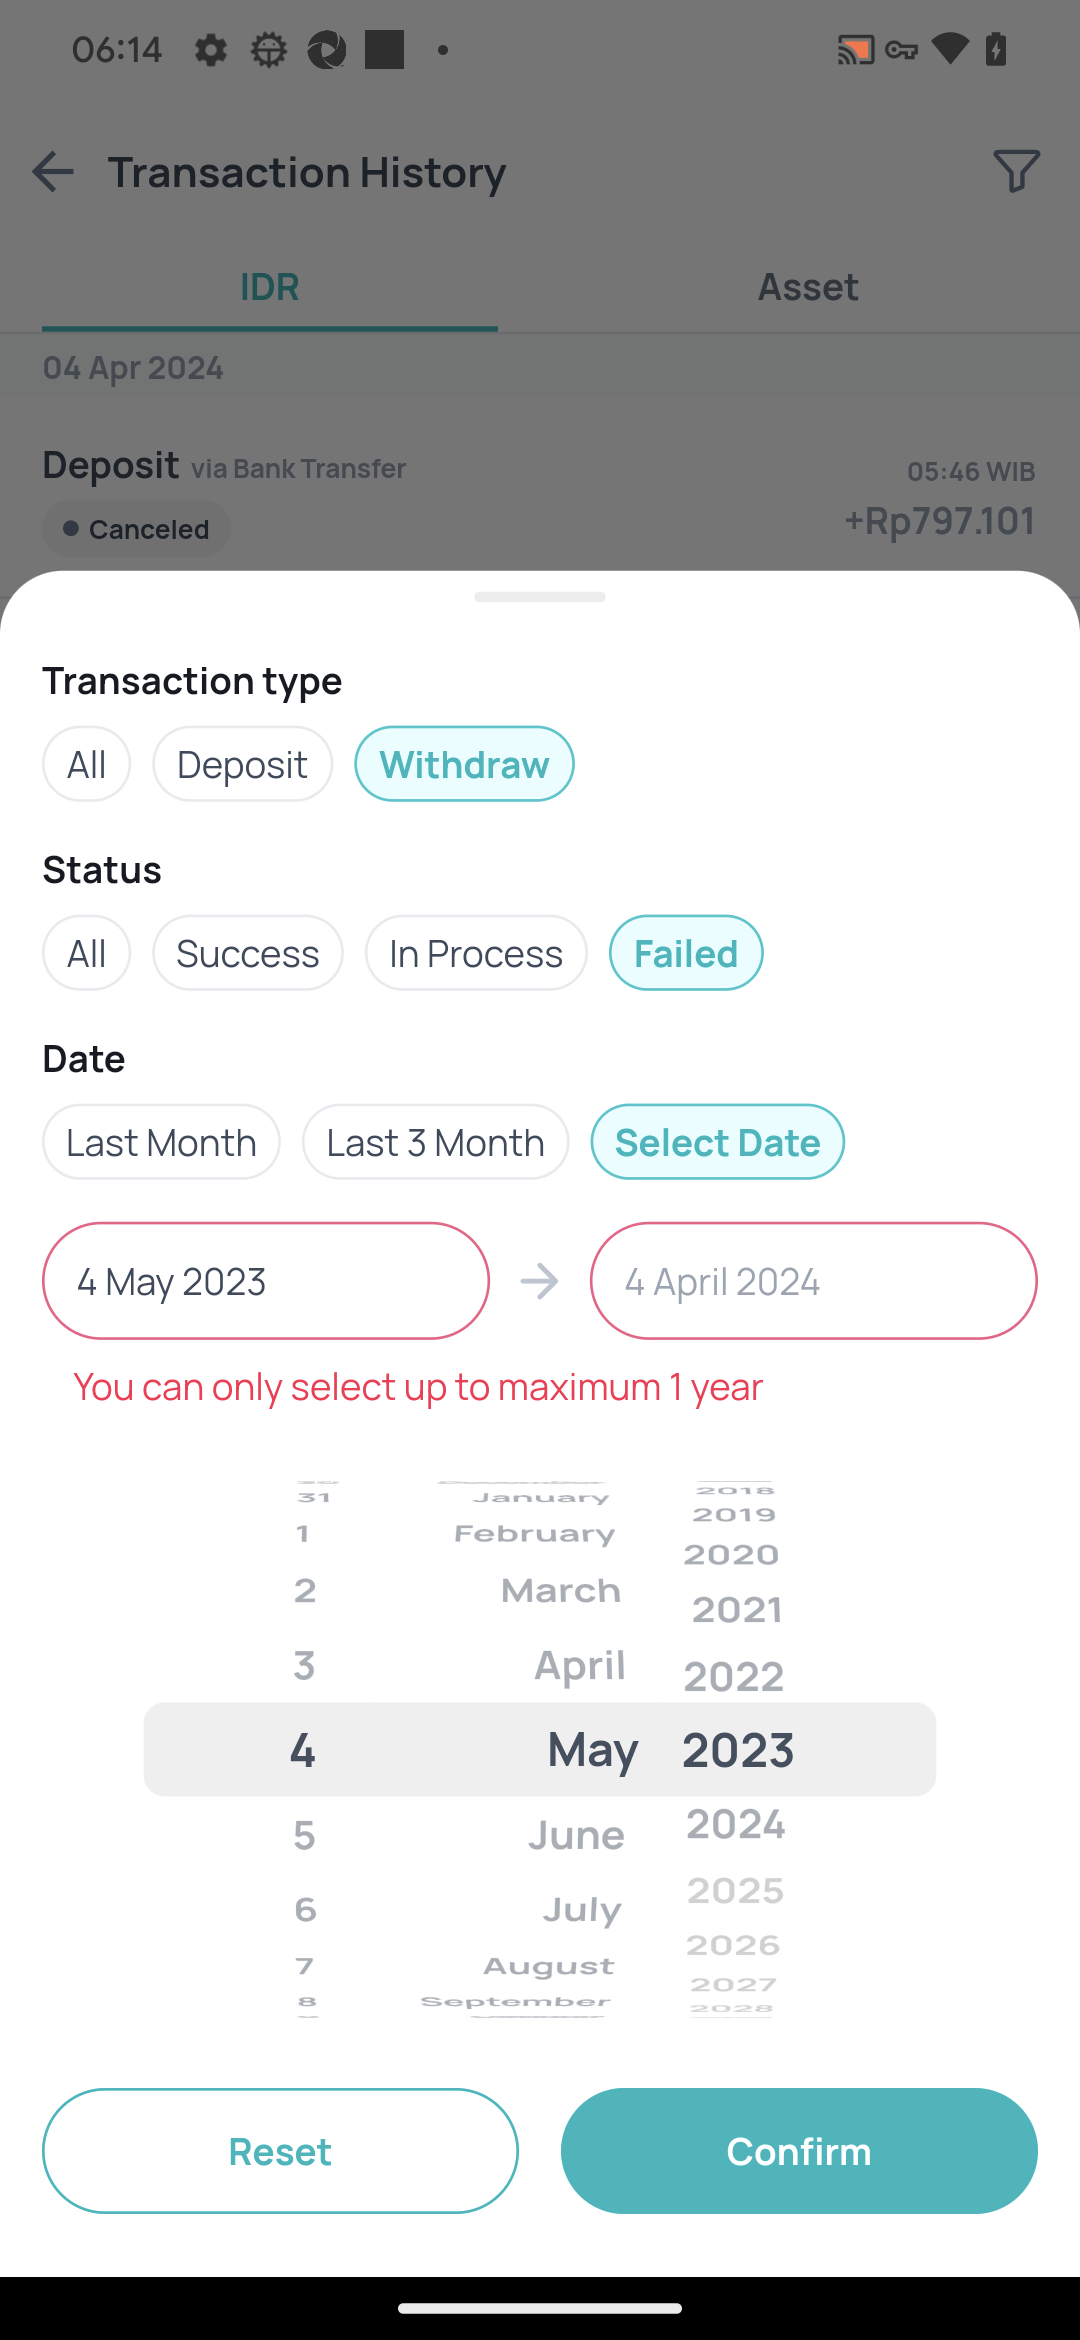 06:14
Transaction History
IDR Asset
04 Apr 2024
Deposit via Bank Transfer 05:46 WIB
Canceled +Rp797.101
Transaction type
All Deposit Withdraw
Status
All Success In Process Failed
Date
Last Month Last 3 Month Select Date
4 May 2023 4 April 2024
You can only select up to maximum 1 year
31 January 2018
2019
1 February 2020
2 March 2021
3 April 2022
4 May 2023
5 June 2024
2025
6 July 2026
7 August 2027
8 September 2028
Reset Confirm